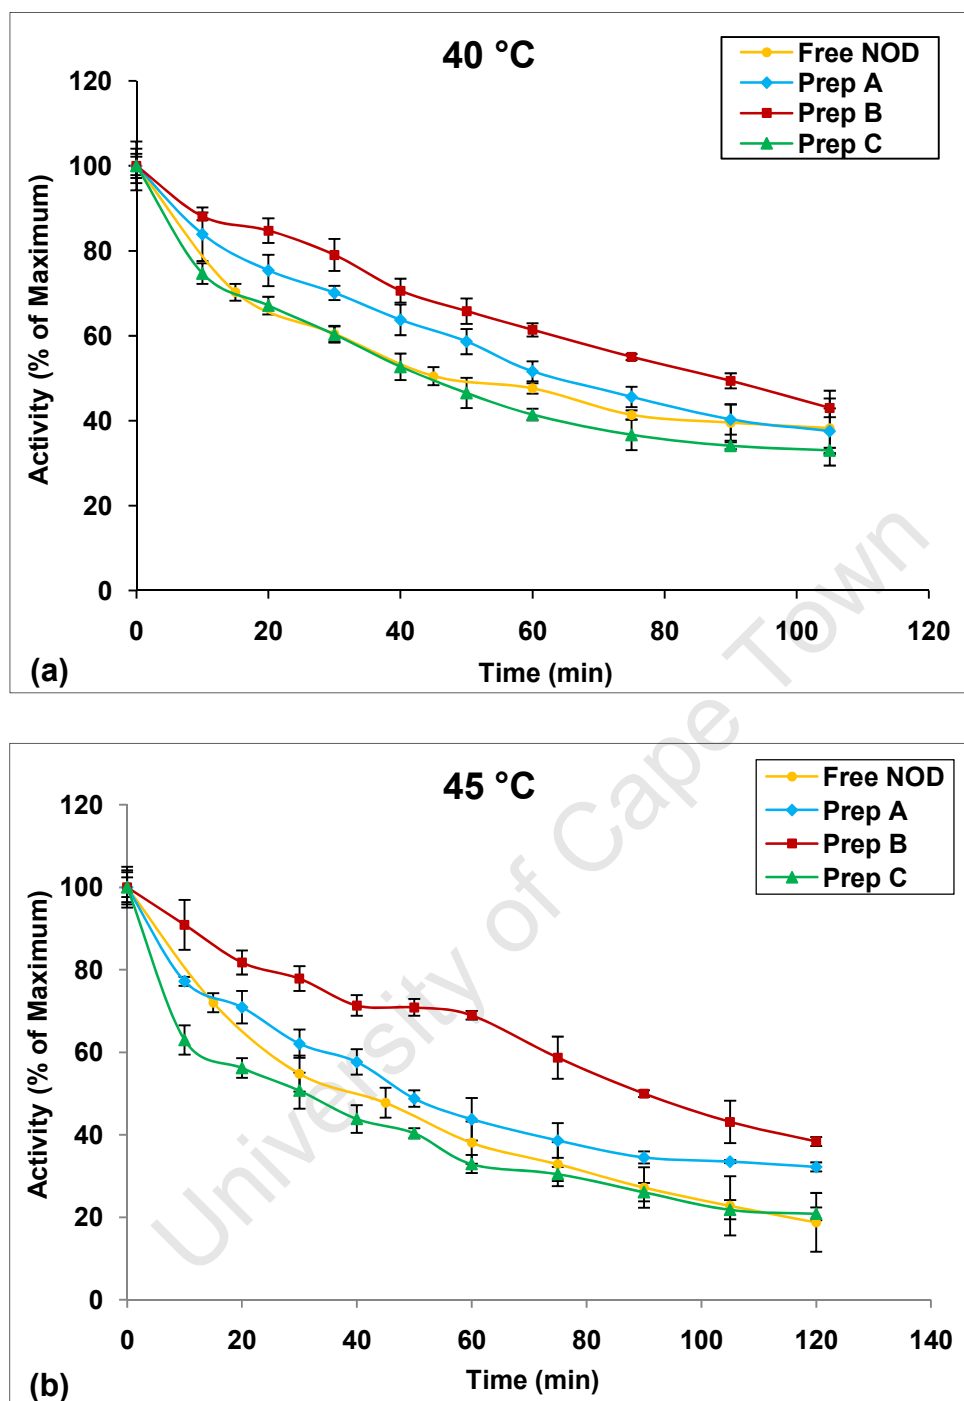 40 °C
Free NOD
Prep A
Prep B
Prep C
120
100
80
60
40
20
0
Activity (% of Maximum)
0 20 40 60 80 100 120
Time (min)
(a)
45 °C
Free NOD
Prep A
Prep B
Prep C
120
100
80
60
40
20
0
Activity (% of Maximum)
0 20 40 60 80 100 120 140
Time (min)
(b)
University of Cape Town